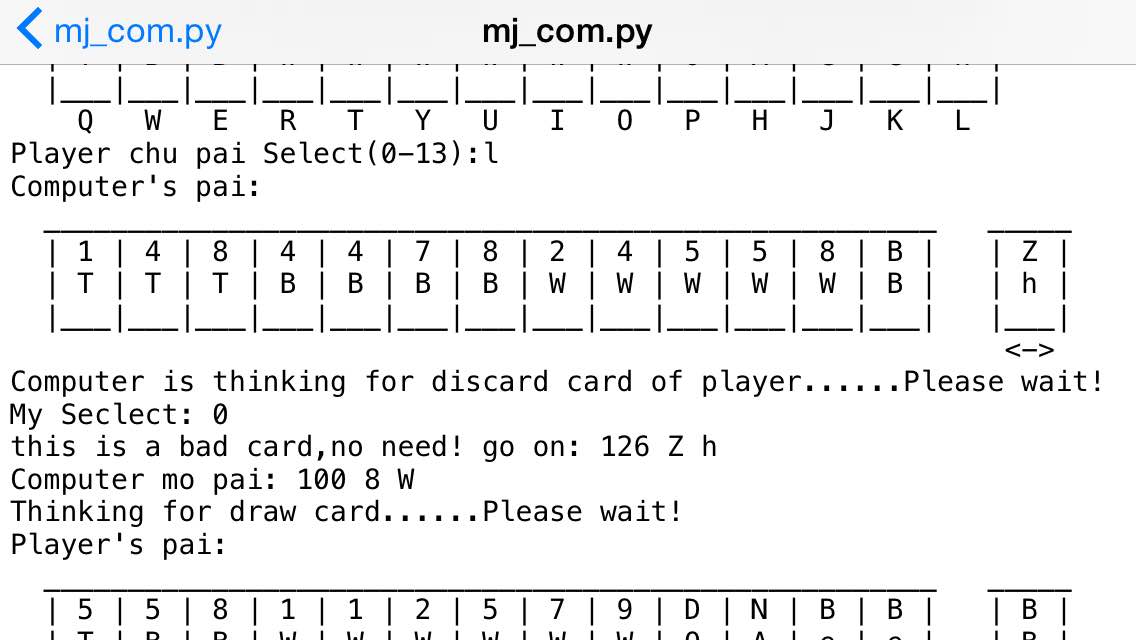 mj_com.py mj_com.py
|___|___|___|___|___|___|___|___|___|___|___|___|___|___|
Q W E R T Y U I O P H J K L
Player chu pai Select(0-13):l
Computer's pai:
| 1 | 4 | 8 | 4 | 4 | 7 | 8 | 2 | 4 | 5 | 5 | 8 | B | | Z |
| T | T | T | B | B | B | B | W | W | W | W | W | B | | h |
|___|___|___|___|___|___|___|___|___|___|___|___|___| |___|
<->
Computer is thinking for discard card of player......Please wait!
My Seclect: 0
this is a bad card,no need! go on: 126 Z h
Computer mo pai: 100 8 W
Thinking for draw card......Please wait!
Player's pai:
| 5 | 5 | 8 | 1 | 1 | 2 | 5 | 7 | 9 | D | N | B | B | | B |